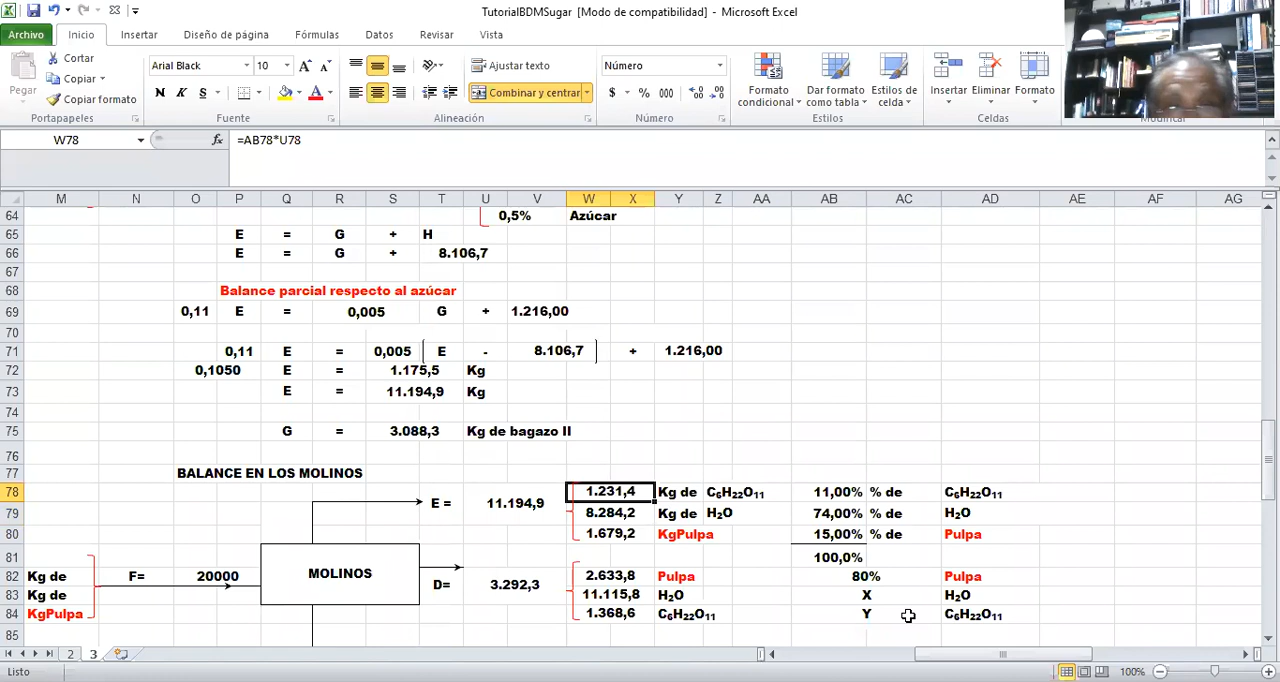 TutorialBDMSugar [Modo de compatibilidad] - Microsoft Excel
Archivo Inicio Insertar Diseño de página Fórmulas Datos Revisar Vista
Cortar Arial Black 10 Ajustar texto Número
Copiar
Pegar Copiar formato N K S Combinar y centrar $ % 000 Formato condicional Dar formato como tabla Estilos de celda Insertar Eliminar Formato
Portapapeles Fuente Alineación Número Estilos Celdas Modificar
W78 fx =AB78*U78
M N O P Q R S T U V W X Y Z AA AB AC AD AE AF AG
64 0,5% Azúcar
65 E = G + H
66 E = G + 8.106,7
67
68 Balance parcial respecto al azúcar
69 0,11 E = 0,005 G + 1.216,00
70
71 0,11 E = 0,005 E - 8.106,7 + 1.216,00
72 0,1050 E = 1.175,5 Kg
73 E = 11.194,9 Kg
74
75 G = 3.088,3 Kg de bagazo II
76
77 BALANCE EN LOS MOLINOS
78 1.231,4 Kg de C₆H₂₂O₁₁ 11,00% % de C₆H₂₂O₁₁
E = 11.194,9
79 8.284,2 Kg de H₂O 74,00% % de H₂O
80 1.679,2 KgPulpa 15,00% % de Pulpa
81 100,0%
MOLINOS
82 Kg de F= 20000 2.633,8 Pulpa 80% Pulpa
D= 3.292,3
83 Kg de 11.115,8 H₂O X H₂O
84 KgPulpa 1.368,6 C₆H₂₂O₁₁ Y C₆H₂₂O₁₁
85
2 3
Listo 100%